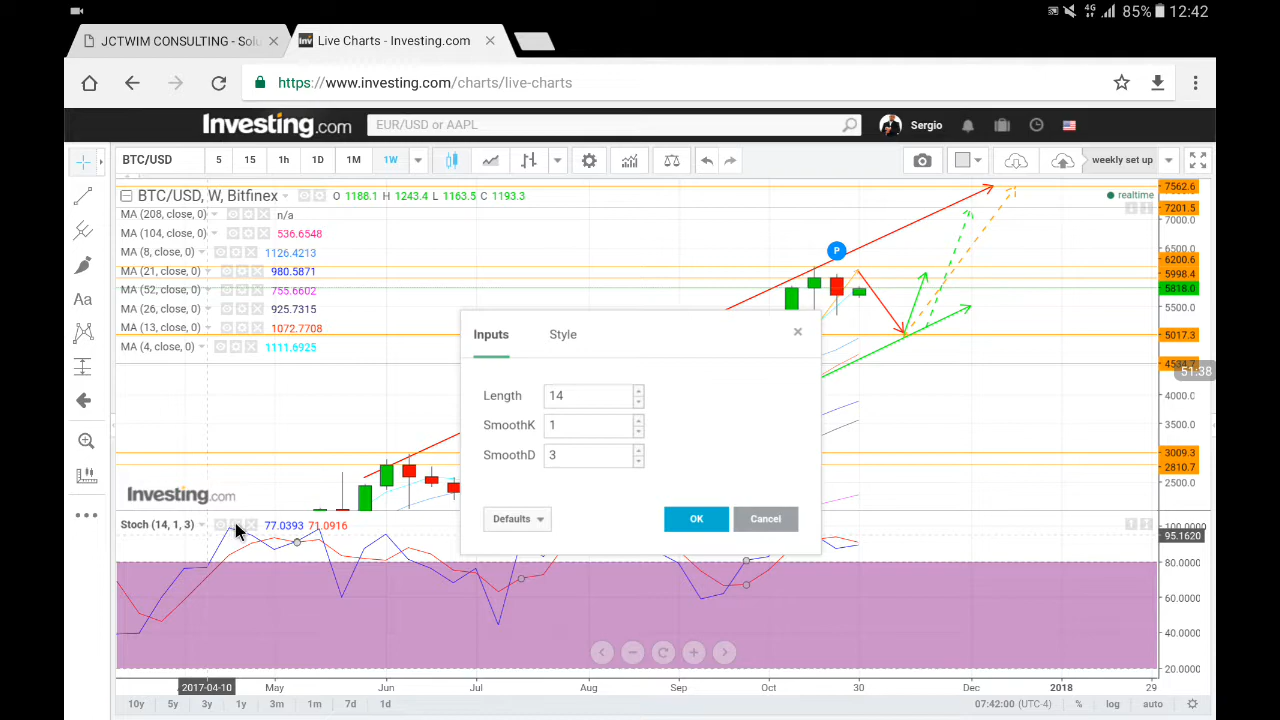 4G 85% 12:42
JCTWIM CONSULTING - Solu
Live Charts - Investing.com
https://www.investing.com/charts/live-charts
Investing.com
EUR/USD or AAPL
Sergio
BTC/USD 5 15 1h 1D 1M 1W
weekly set up
BTC/USD, W, Bitfinex O 1188.1 H 1243.4 L 1163.5 C 1193.3
realtime
MA (208, close, 0) n/a
MA (104, close, 0) 536.6548
MA (8, close, 0) 1126.4213
MA (21, close, 0) 980.5871
MA (52, close, 0) 755.6602
MA (26, close, 0) 925.7315
MA (13, close, 0) 1072.7708
MA (4, close, 0) 1111.6925
P
7562.6
7201.5
7000.0
6500.0
6200.6
5998.4
5818.0
5500.0
5017.3
4534.7
51:38
4000.0
3500.0
3009.3
2810.7
2500.0
Aa
Inputs Style
Length 14
SmoothK 1
SmoothD 3
Defaults OK Cancel
Investing.com
Stoch (14, 1, 3) 77.0393 71.0916
100.0000
95.1620
80.0000
60.0000
40.0000
20.0000
2017-04-10 May Jun Jul Aug Sep Oct 30 Dec 2018 29
10y 5y 3y 1y 3m 1m 7d 1d 07:42:00 (UTC-4) % log auto